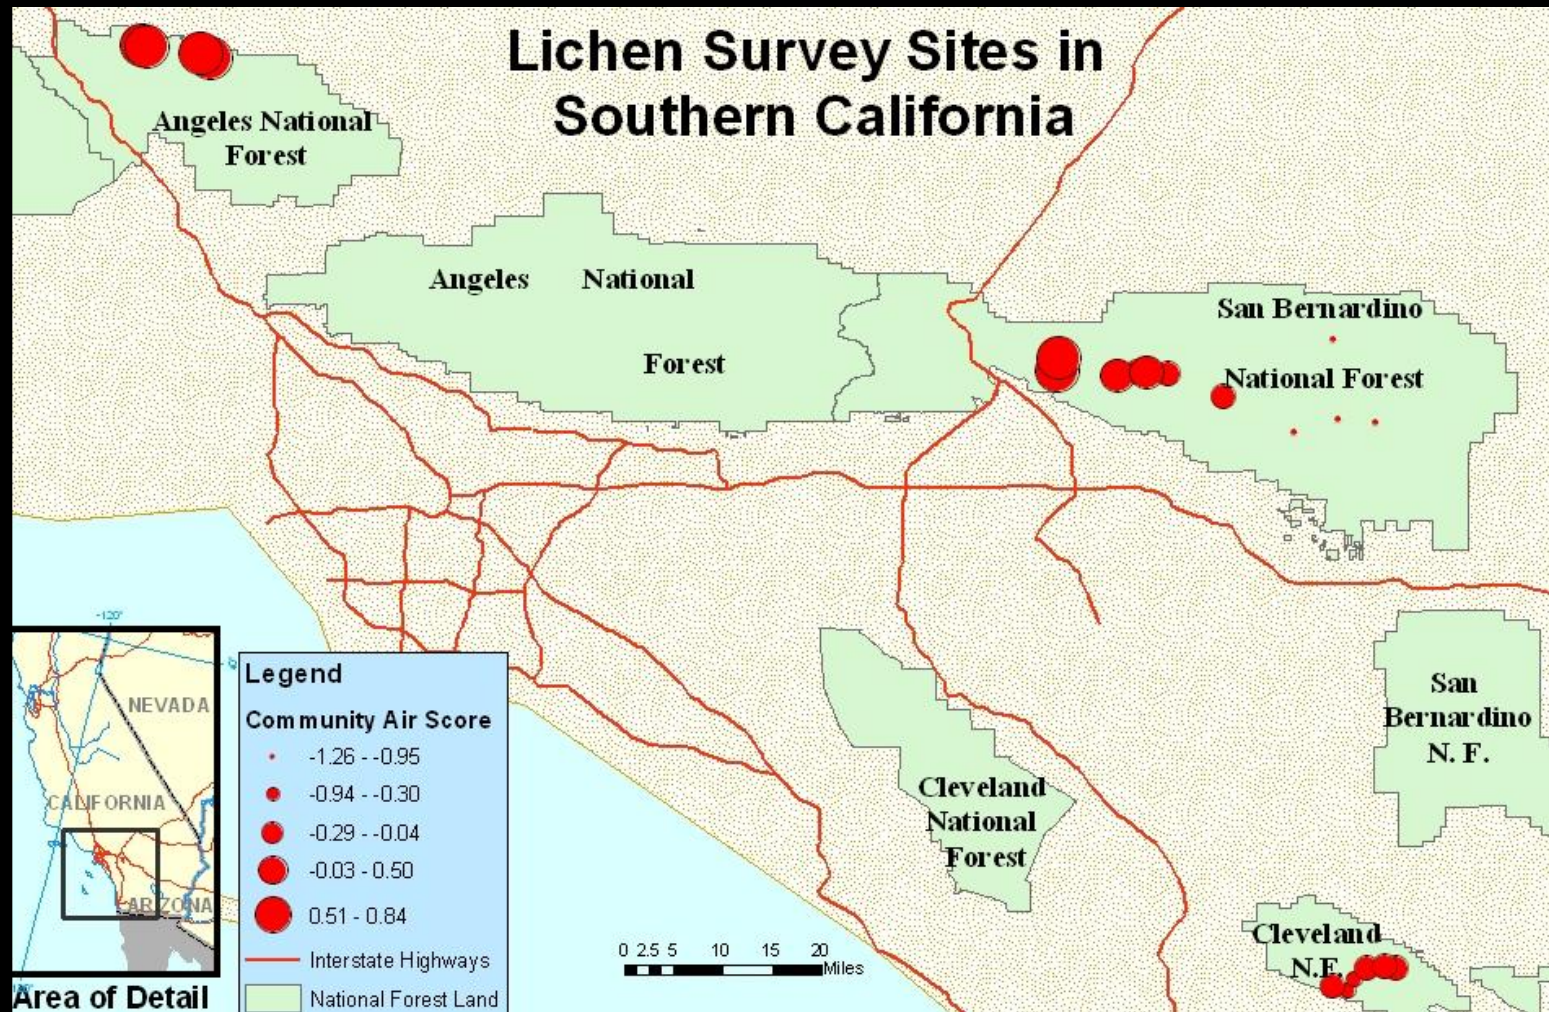 Lichen Survey Sites in
Southern California
Angeles National
Forest
Angeles National
Forest
San Bernardino
National Forest
San
Bernardino
N. F.
Cleveland
National
Forest
Cleveland
N.F.
-120°
NEVADA
CALIFORNIA
ARIZONA
Area of Detail
Legend
Community Air Score
-1.26 - -0.95
-0.94 - -0.30
-0.29 - -0.04
-0.03 - 0.50
0.51 - 0.84
Interstate Highways
National Forest Land
0 2.5 5 10 15 20
Miles